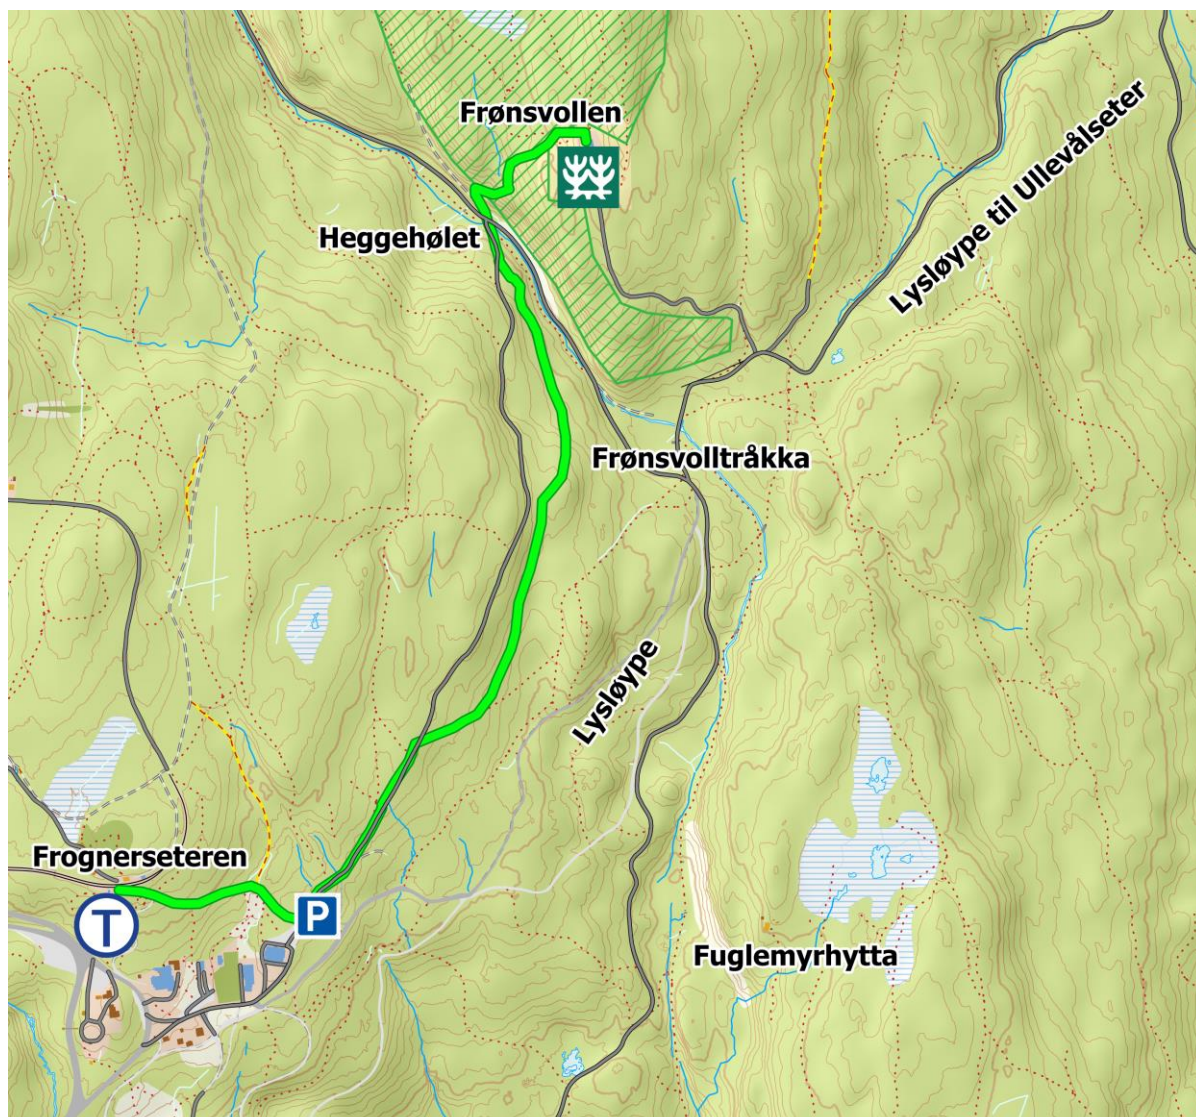 Frønsvollen
Lysløype til Ullevålseter
Heggehølet
Frønsvolltråkka
Lysløype
Frognerseteren
P
T
Fuglemyrhytta